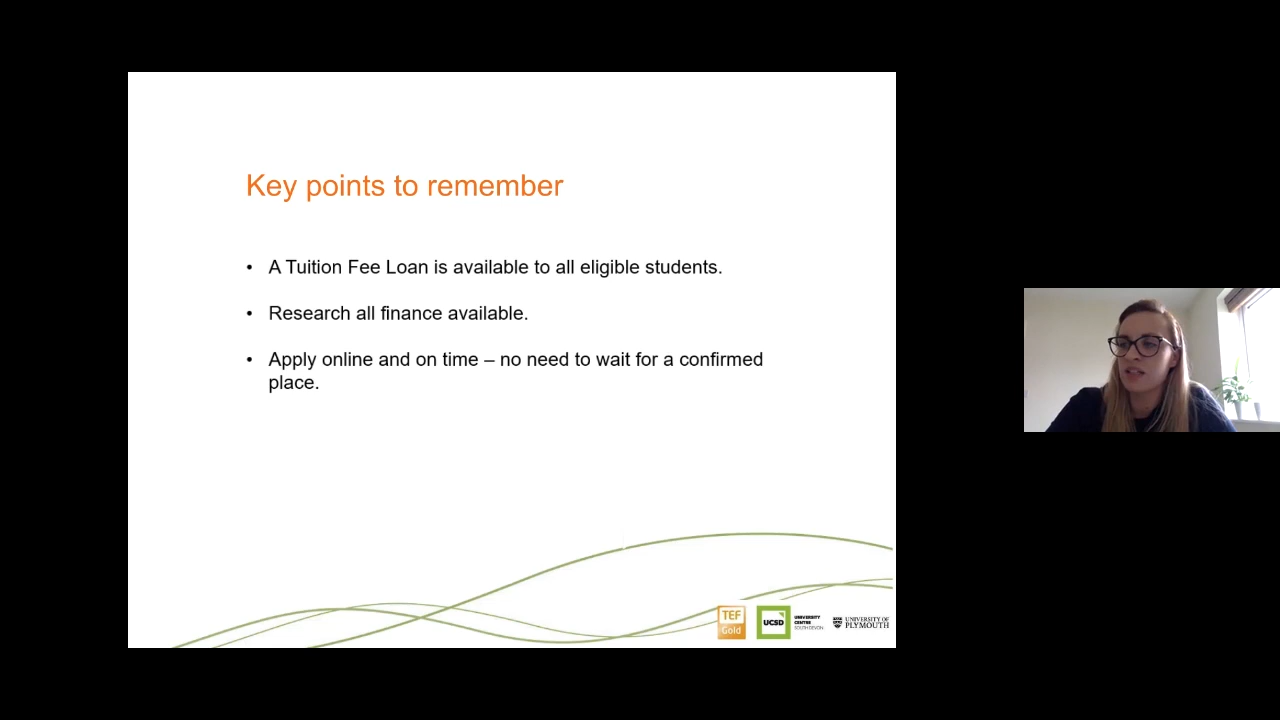 Key points to remember
• A Tuition Fee Loan is available to all eligible students.
• Research all finance available.
• Apply online and on time – no need to wait for a confirmed
place.
TEF
Gold
UCSD
UNIVERSITY
CENTRE
SOUTH DEVON
UNIVERSITY OF
PLYMOUTH